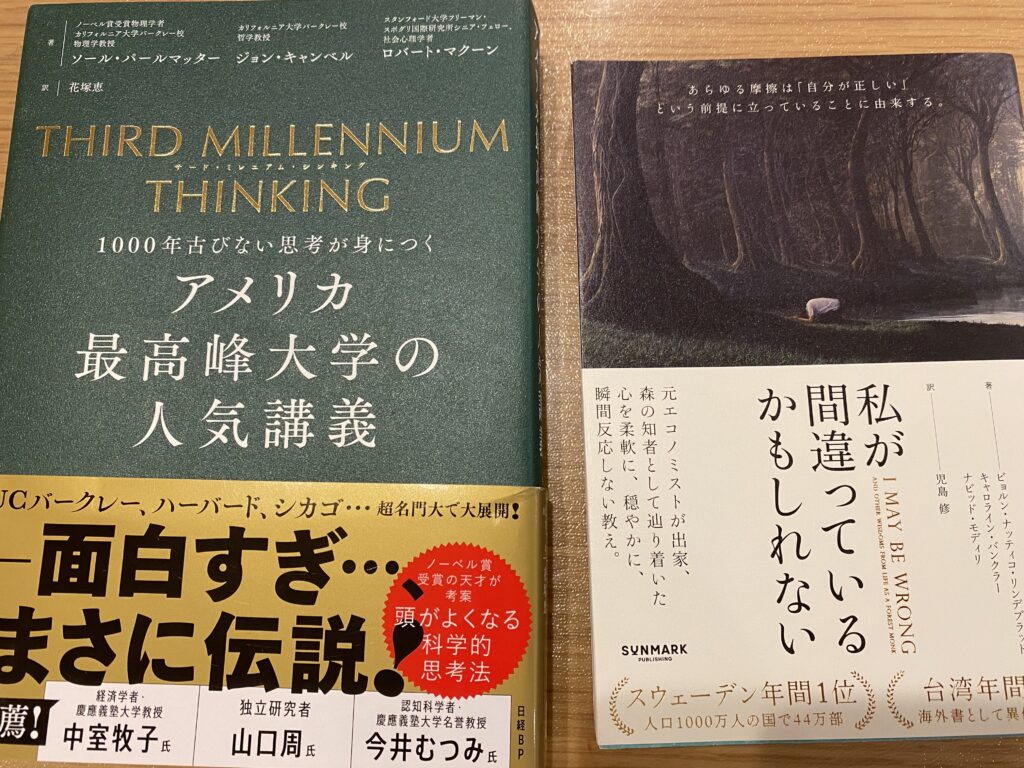 著
ノーベル賞受賞物理学者
カリフォルニア大学バークレー校
物理学教授
ソール・パールマッター
カリフォルニア大学バークレー校
哲学教授
ジョン・キャンベル
スタンフォード大学フリーマン・
スポグリ国際研究所シニア・フェロー、
社会心理学者
ロバート・マクーン
訳 花塚恵
THIRD MILLENNIUM
サード・ミレニアム・シンキング
THINKING
1000年古びない思考が身につく
アメリカ
最高峰大学の
人気講義
UCバークレー、ハーバード、シカゴ… 超名門大で大展開!
―面白すぎ…、
まさに伝説!
ノーベル賞
受賞の天才が
考案
頭がよくなる
科学的
思考法
薦!
経済学者・
慶應義塾大学教授
中室牧子氏
独立研究者
山口周氏
認知科学者・
慶應義塾大学名誉教授
今井むつみ氏
日経BP
あらゆる摩擦は「自分が正しい」
という前提に立っていることに由来する。
著 ビョルン・ナッティコ・リンデブラッド
キャロライン・バンクラー
ナビッド・モディリ
訳 児島 修
私が
間違っている
かもしれない
I MAY BE WRONG
AND OTHER WISDOMS FROM LIFE AS A FOREST MONK
元エコノミストが出家、
森の知者として辿り着いた
心を柔軟に、穏やかに、
瞬間反応しない教え。
SUNMARK
PUBLISHING
スウェーデン年間1位
人口1000万人の国で44万部
台湾年間
海外書として異